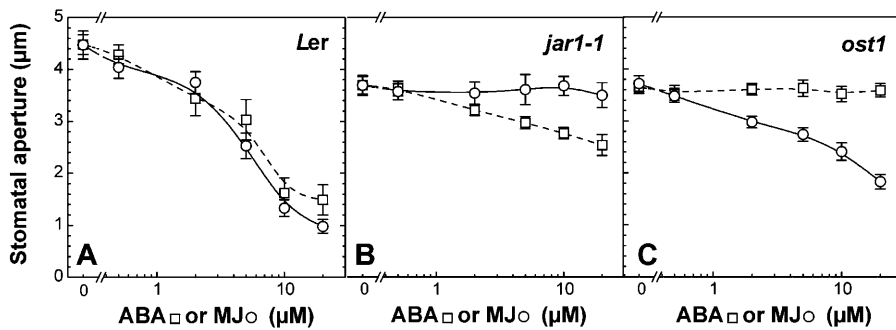 Stomatal aperture (µm)
5
4
3
2
1
0
Ler
A
0
1
10
ABA□ or MJ○ (µM)
jar1-1
B
0
1
10
ABA□ or MJ○ (µM)
ost1
C
0
1
10
ABA□ or MJ○ (µM)